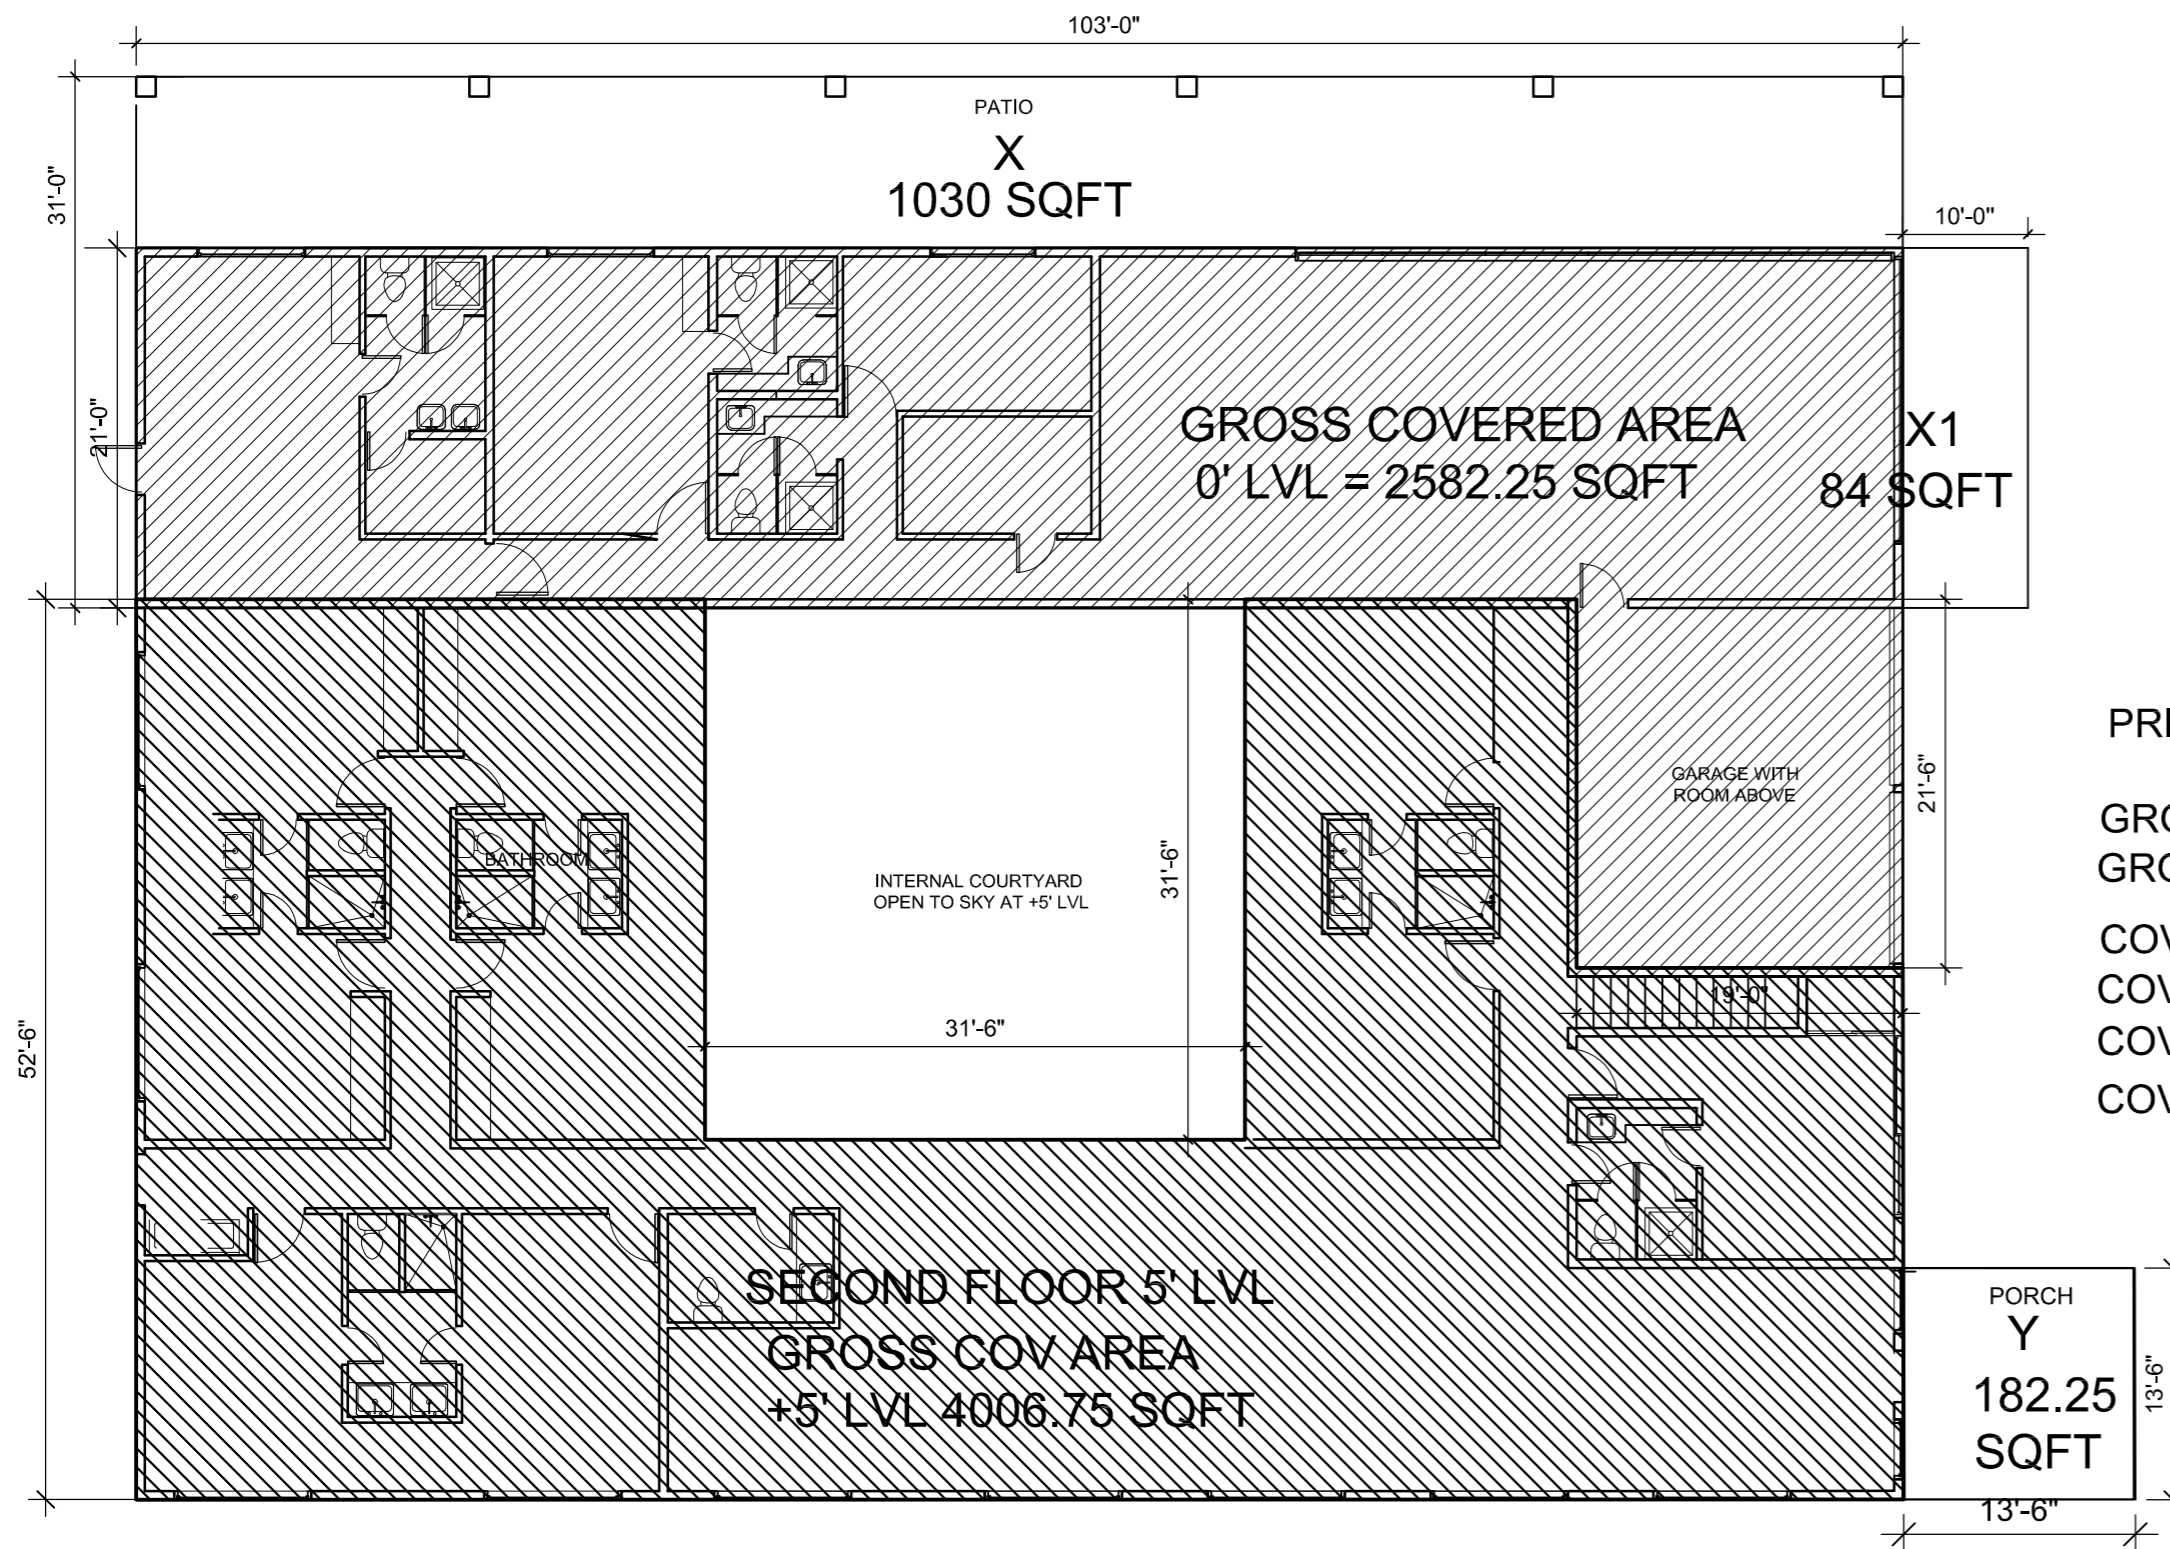 103'-0"
31'-0"
PATIO
X
1030 SQFT
10'-0"
21'-0"
GROSS COVERED AREA
0' LVL = 2582.25 SQFT
X1
84 SQFT
52'-6"
31'-6"
31'-6"
INTERNAL COURTYARD
OPEN TO SKY AT +5' LVL
BATHROOM
GARAGE WITH
ROOM ABOVE
21'-6"
19'-0"
SECOND FLOOR 5' LVL
GROSS COV AREA
+5' LVL 4006.75 SQFT
PORCH
Y
182.25
SQFT
13'-6"
13'-6"